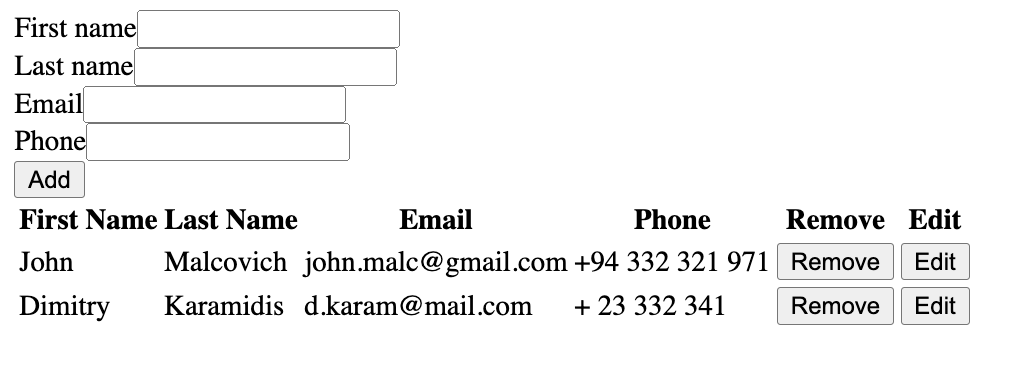 First name
Last name
Email
Phone
Add
First Name Last Name Email Phone Remove Edit
John Malcovich john.malc@gmail.com +94 332 321 971 Remove Edit
Dimitry Karamidis d.karam@mail.com + 23 332 341 Remove Edit